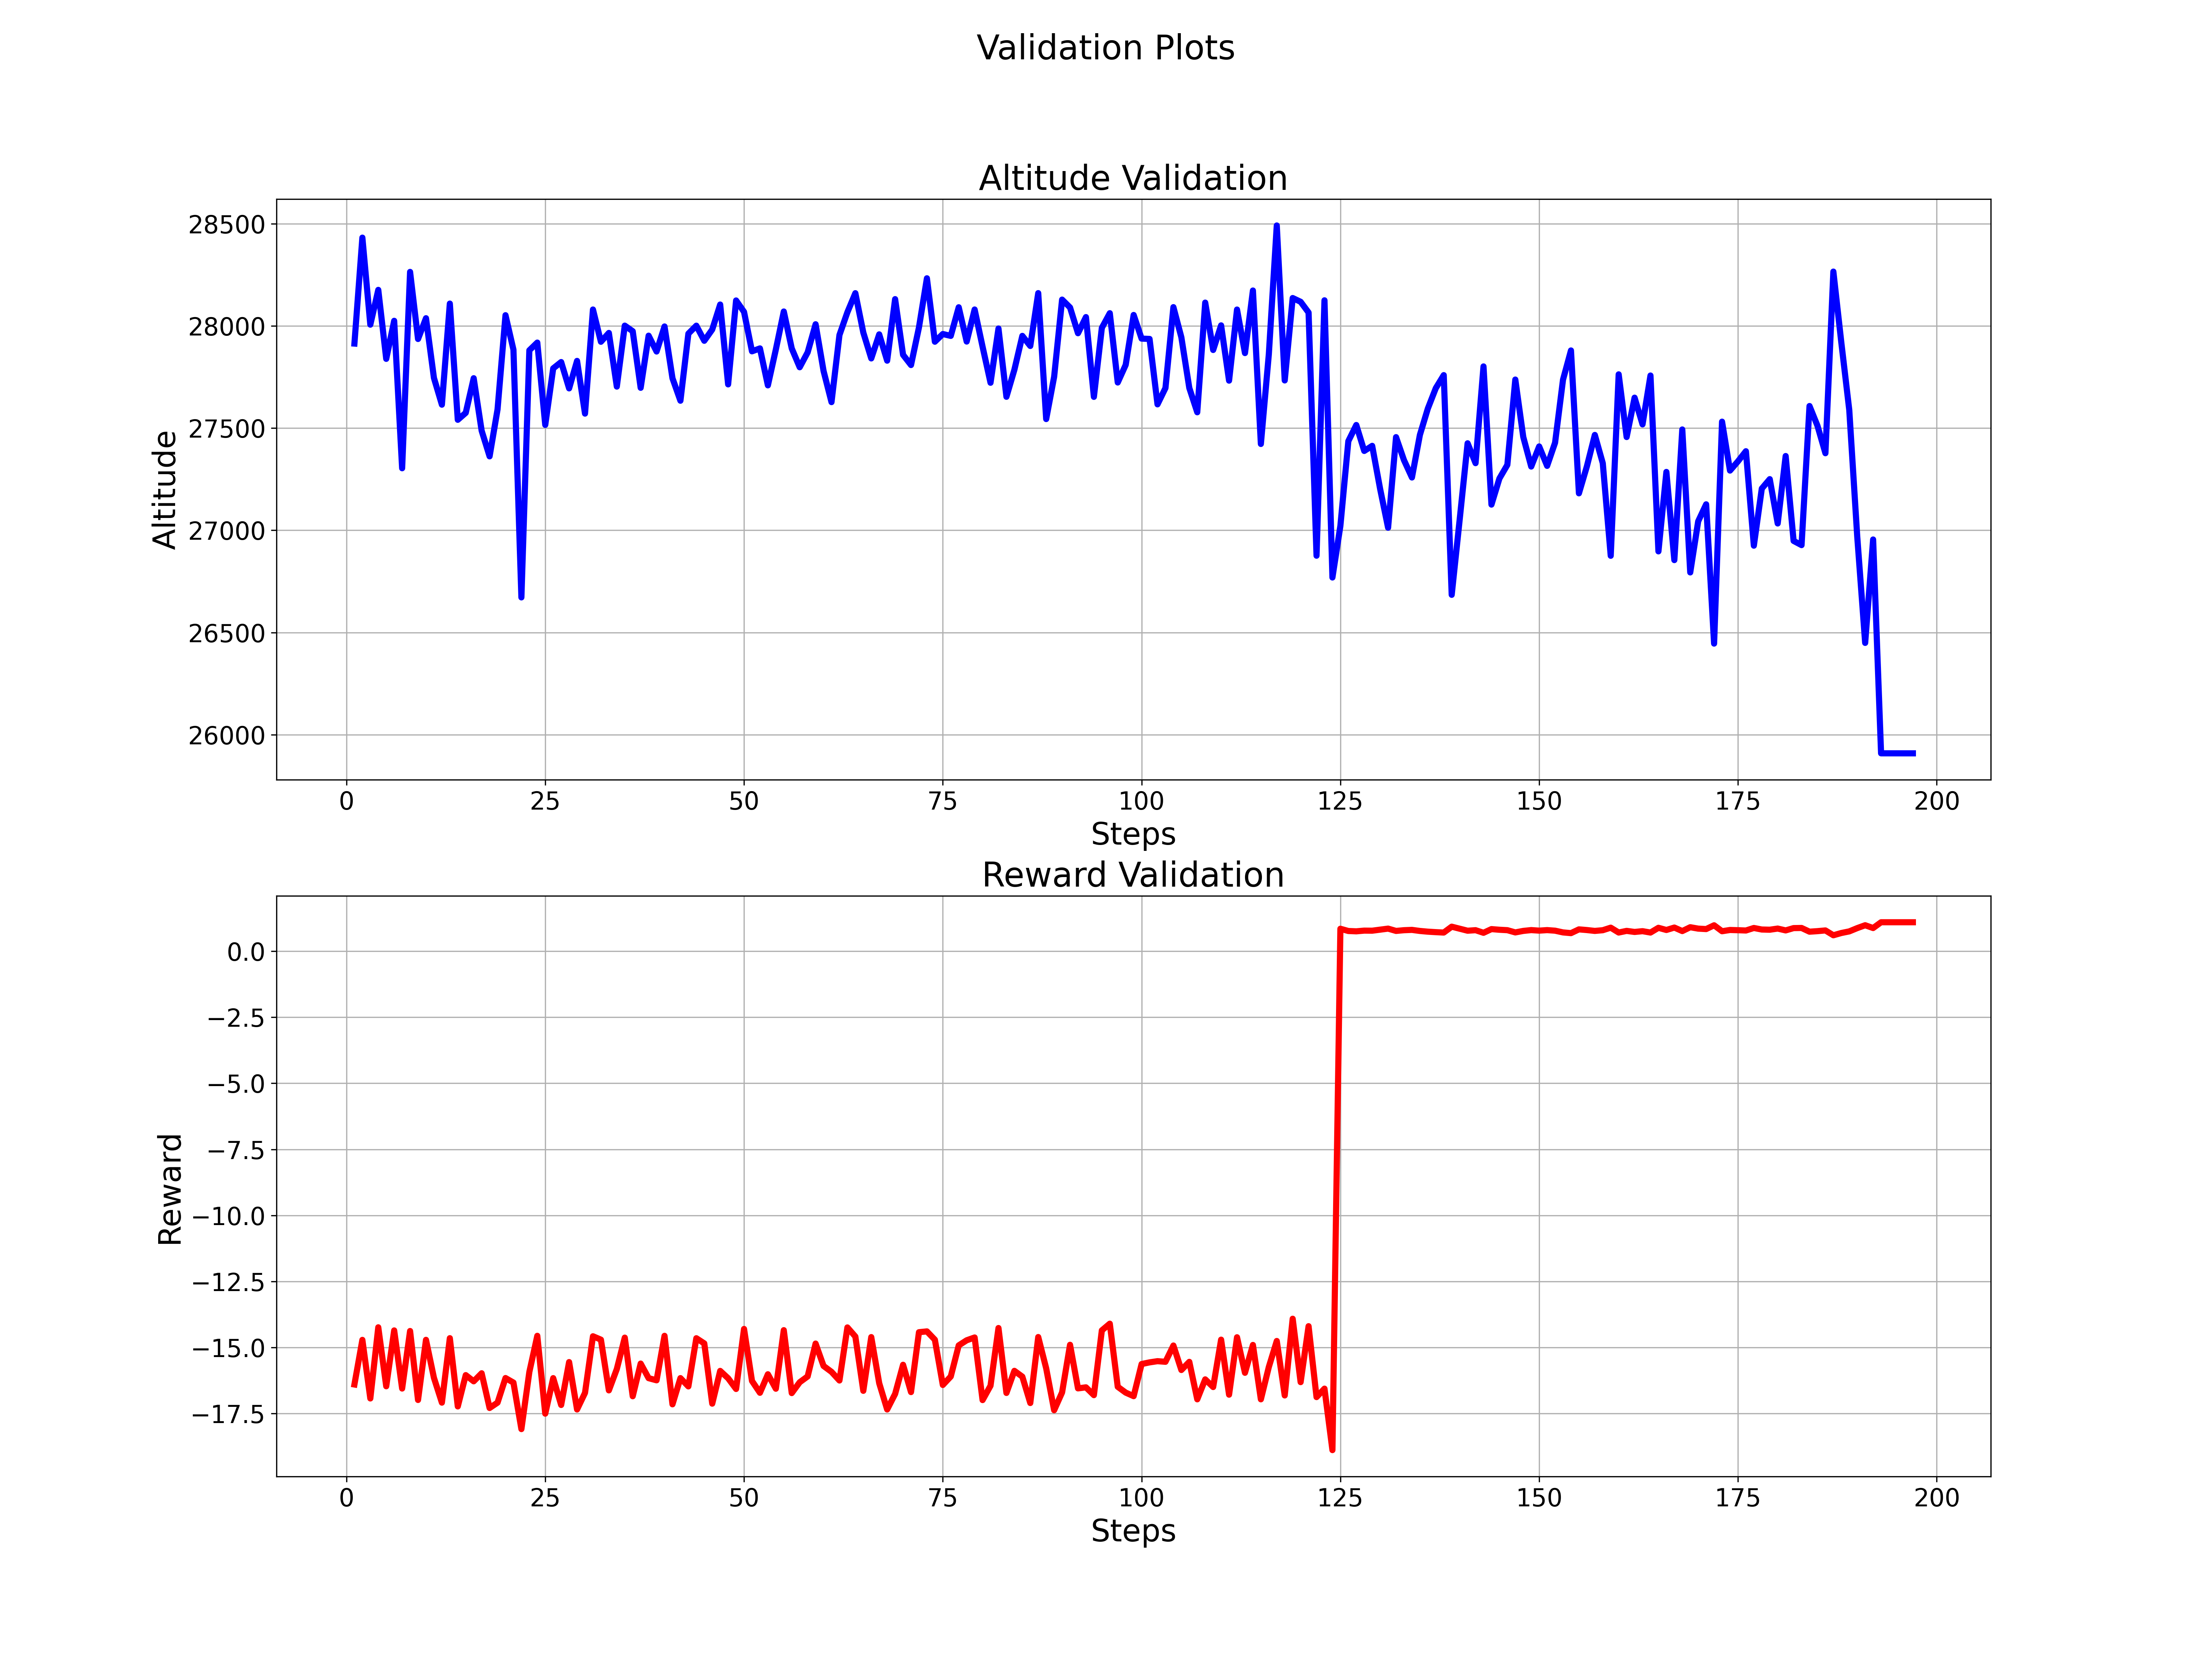 Validation Plots
Altitude Validation
28500
28000
27500
27000
26500
26000
Altitude
0 25 50 75 100 125 150 175 200
Steps
Reward Validation
0.0
−2.5
−5.0
−7.5
−10.0
−12.5
−15.0
−17.5
Reward
0 25 50 75 100 125 150 175 200
Steps